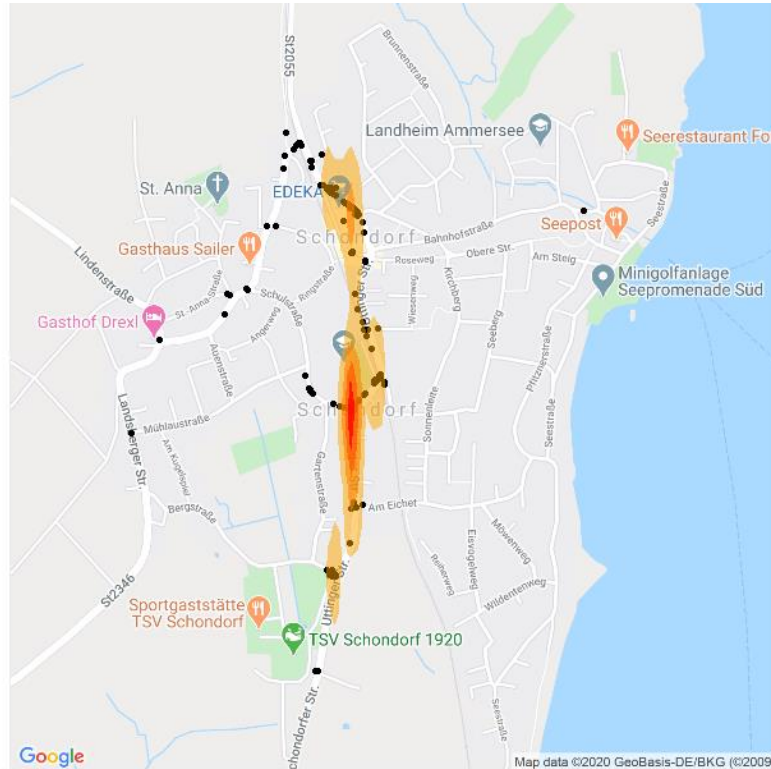 St2055
Brunnenstraße
Landheim Ammersee
Seerestaurant Fo
St. Anna
EDEKA
Seestraße
Seepost
Schondorf
Bahnhofstraße
Gasthaus Sailer
Obere Str.
Lindenstraße
Roseweg
Am Steig
Ringstraße
Kirchberg
Minigolfanlage
Seepromenade Süd
St.-Anna-Straße
Schulstraße
Wiesenweg
Gasthof Drexl
Angerweg
Seeberg
Auenstraße
Pfitznerstraße
Landsberger Str.
Schondorf
Mühlaustraße
Sonnenleite
Seestraße
Am Kugelspiel
Gartenstraße
Bergstraße
Am Eichet
Möwenweg
Eisvogelweg
Reiherweg
Wildentenweg
St2346
Uttinger Str.
Sportgaststätte
TSV Schondorf
TSV Schondorf 1920
Schondorfer Str.
Seestraße
Google
Map data ©2020 GeoBasis-DE/BKG (©2009